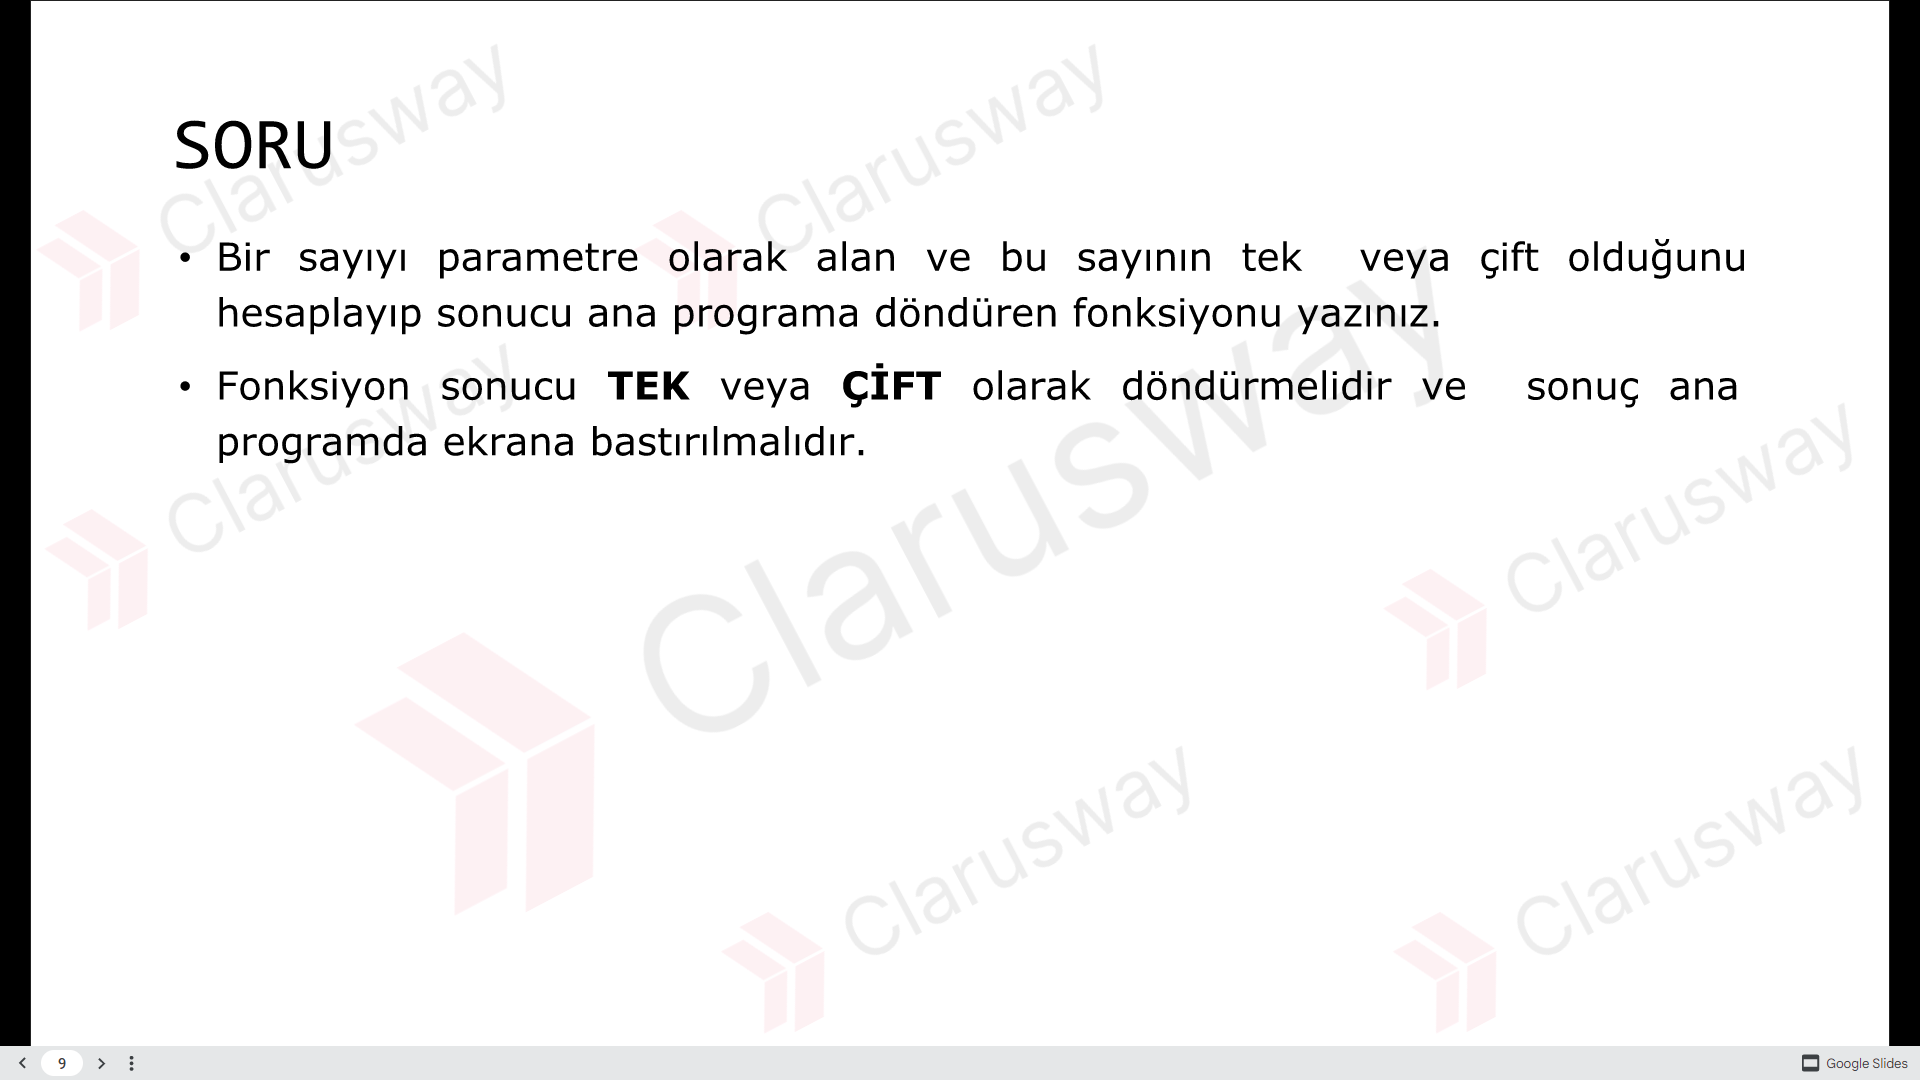 SORU
• Bir sayıyı parametre olarak alan ve bu sayının tek veya çift olduğunu
hesaplayıp sonucu ana programa döndüren fonksiyonu yazınız.
• Fonksiyon sonucu TEK veya ÇİFT olarak döndürmelidir ve sonuç ana
programda ekrana bastırılmalıdır.
Clarusway
Clarusway
Clarusway
Clarusway
Clarusway
Clarusway
Clarusway
9
Google Slides